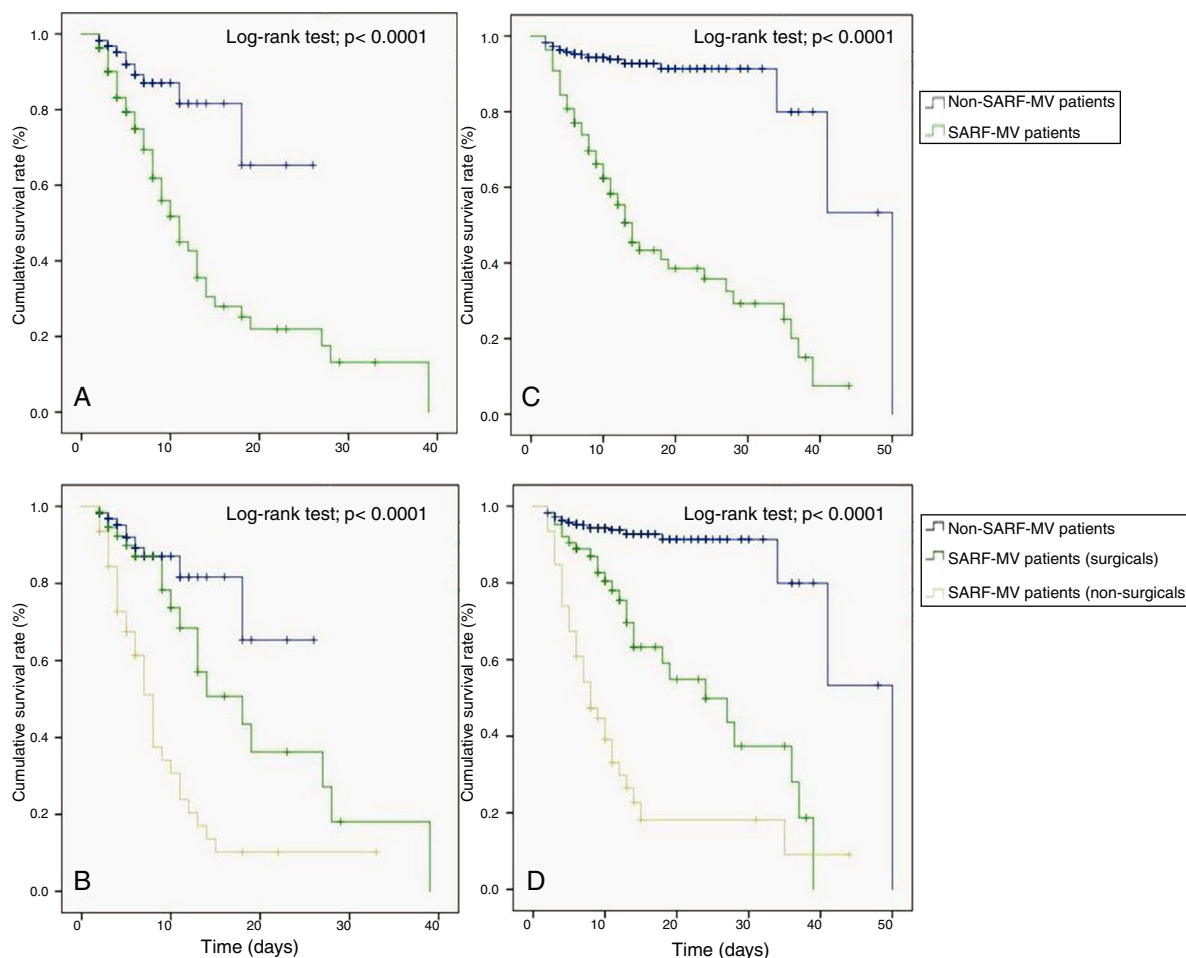 Log-rank test; p< 0.0001
1.0
0.8
0.6
0.4
0.2
0.0
Cumulative survival rate (%)
A
0 10 20 30 40
Log-rank test; p< 0.0001
1.0
0.8
0.6
0.4
0.2
0.0
Cumulative survival rate (%)
C
0 10 20 30 40 50
Non-SARF-MV patients
SARF-MV patients
Log-rank test; p< 0.0001
1.0
0.8
0.6
0.4
0.2
0.0
Cumulative survival rate (%)
B
0 10 20 30 40
Time (days)
Log-rank test; p< 0.0001
1.0
0.8
0.6
0.4
0.2
0.0
Cumulative survival rate (%)
D
0 10 20 30 40 50
Time (days)
Non-SARF-MV patients
SARF-MV patients (surgicals)
SARF-MV patients (non-surgicals)